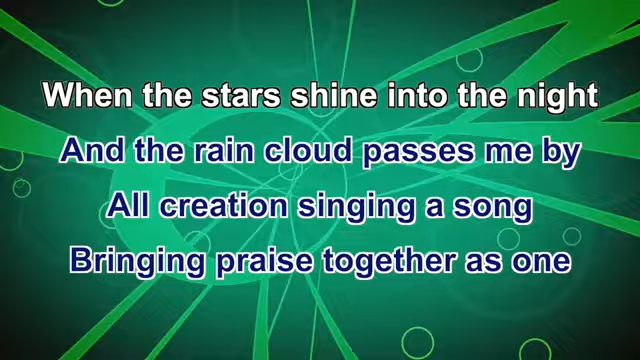 When the stars shine into the night
And the rain cloud passes me by
All creation singing a song
Bringing praise together as one